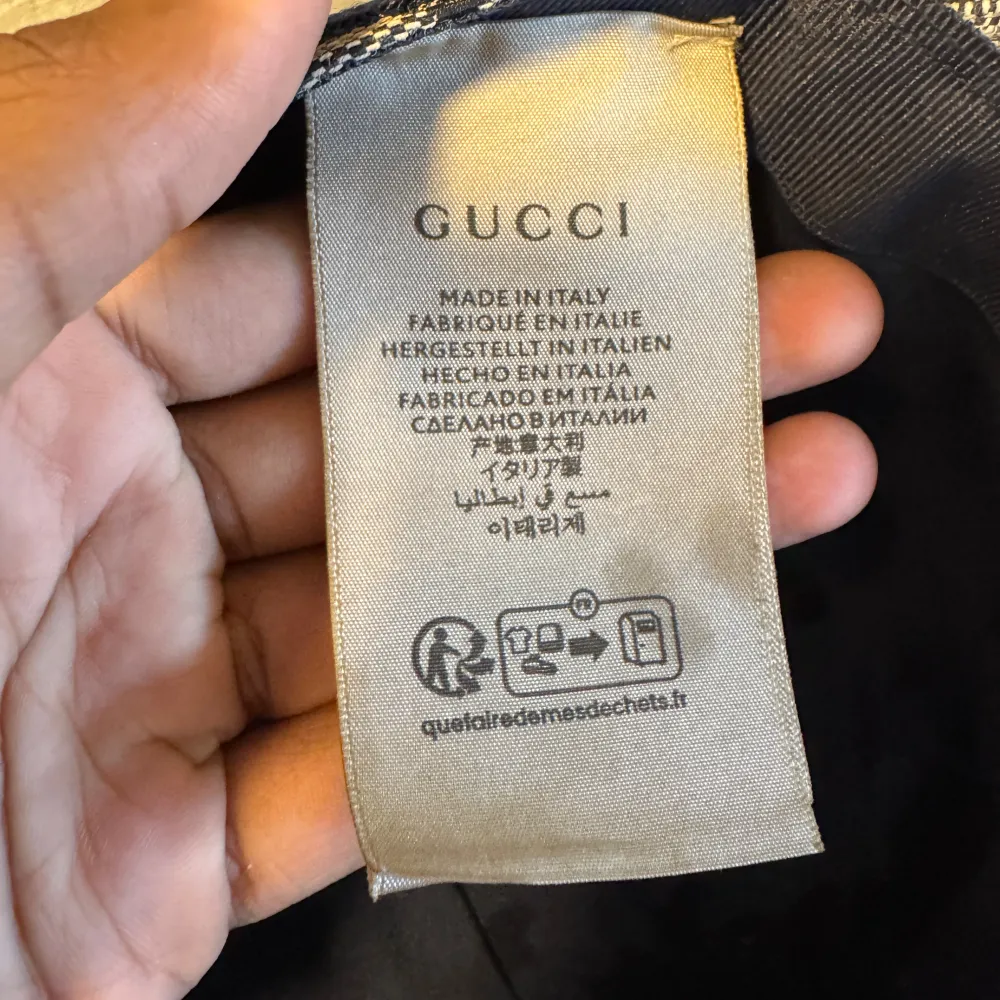 GUCCI
MADE IN ITALY
FABRIQUÉ EN ITALIE
HERGESTELLT IN ITALIEN
HECHO EN ITALIA
FABRICADO EM ITÁLIA
СДЕЛАНО В ИТАЛИИ
产地:意大利
イタリア製
صنع في إيطاليا
이태리제
FR
quefairedemesdechets.fr